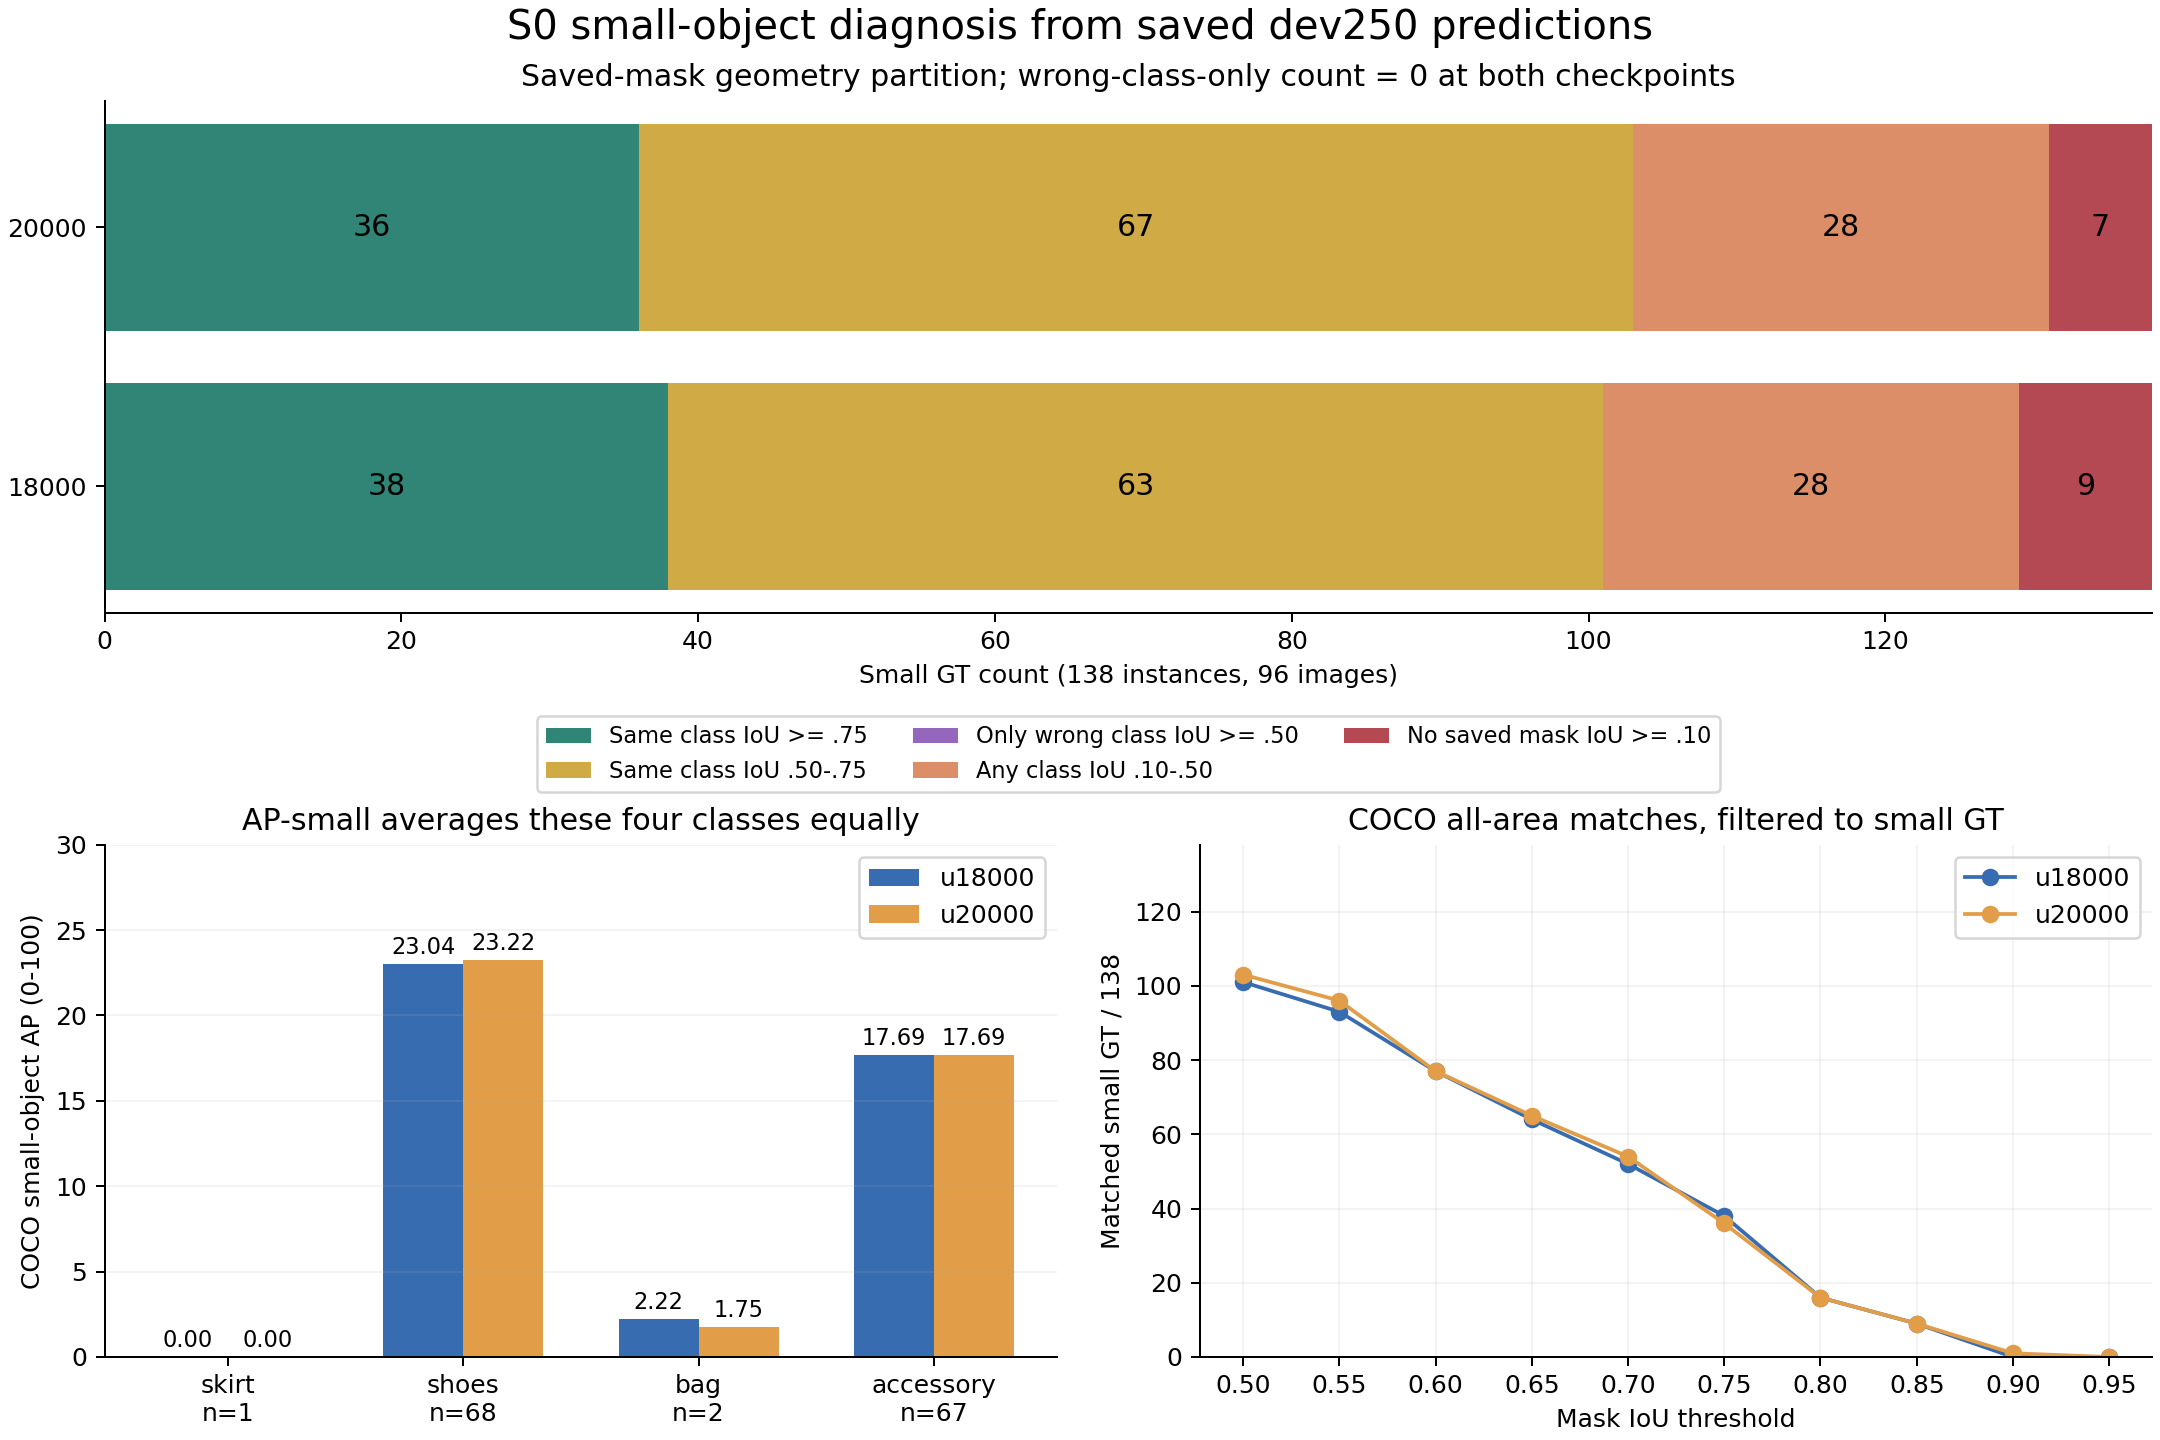 S0 small-object diagnosis from saved dev250 predictions
Saved-mask geometry partition; wrong-class-only count = 0 at both checkpoints
20000
36
67
28
7
18000
38
63
28
9
0 20 40 60 80 100 120
Small GT count (138 instances, 96 images)
Same class IoU >= .75
Only wrong class IoU >= .50
No saved mask IoU >= .10
Same class IoU .50-.75
Any class IoU .10-.50
AP-small averages these four classes equally
COCO small-object AP (0-100)
30
25
20
15
10
5
0
u18000
u20000
0.00 0.00
23.04 23.22
2.22 1.75
17.69 17.69
skirt
n=1
shoes
n=68
bag
n=2
accessory
n=67
COCO all-area matches, filtered to small GT
Matched small GT / 138
120
100
80
60
40
20
0
u18000
u20000
0.50 0.55 0.60 0.65 0.70 0.75 0.80 0.85 0.90 0.95
Mask IoU threshold